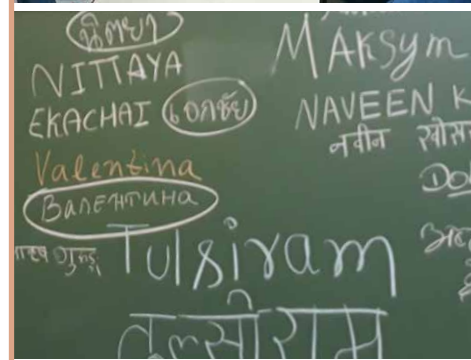 นิตยา
NITTAYA
EKACHAI เอกชัย
Valentina
Валентина
MAKSYM
NAVEEN K
नवीन
Tulsiram
तुलसीराम